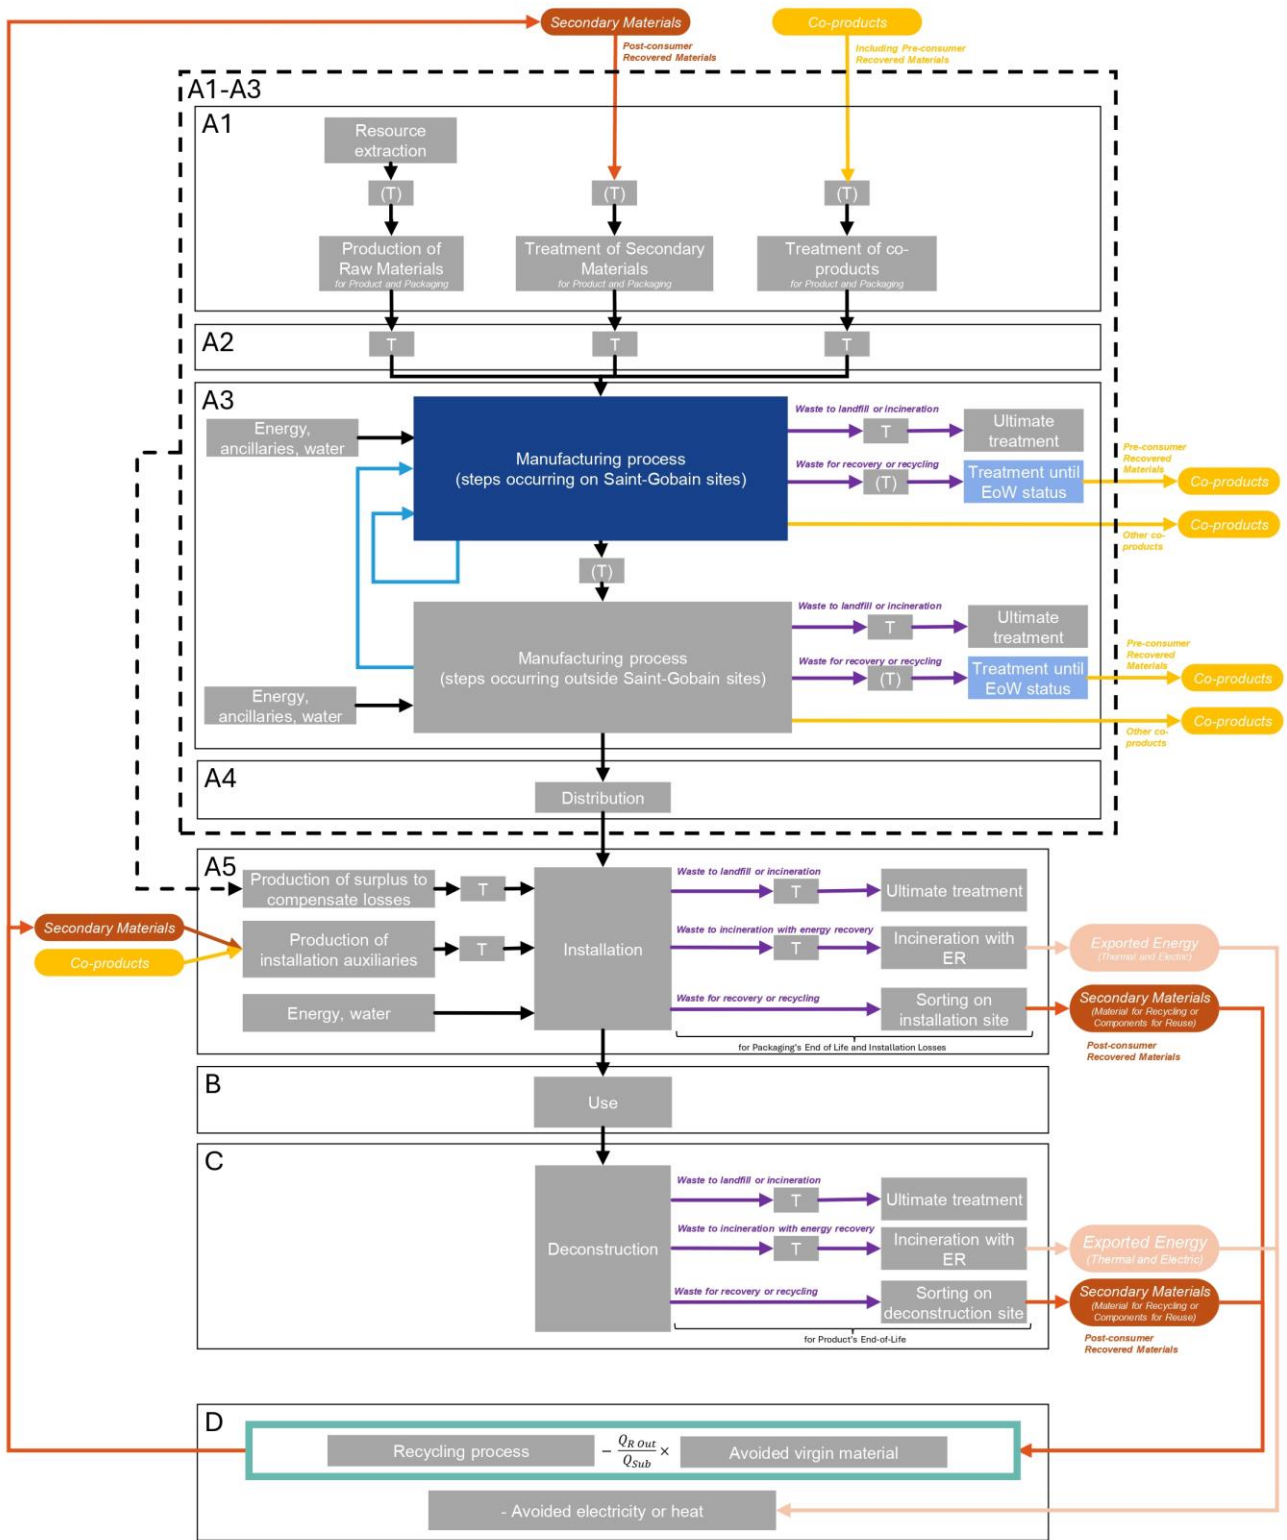 Secondary Materials
Co-products
Post-consumer
Recovered Materials
Including Pre-consumer
Recovered Materials
A1-A3
A1
Resource
extraction
(T)
(T)
(T)
Production of
Raw Materials
for Product and Packaging
Treatment of Secondary
Materials
for Product and Packaging
Treatment of co-
products
for Product and Packaging
A2
T
T
T
A3
Energy,
ancillaries, water
Manufacturing process
(steps occurring on Saint-Gobain sites)
Waste to landfill or incineration
T
Ultimate
treatment
Waste for recovery or recycling
(T)
Treatment until
EoW status
Pre-consumer
Recovered
Materials
Co-products
Co-products
Other co-
products
(T)
Manufacturing process
(steps occurring outside Saint-Gobain sites)
Energy,
ancillaries, water
Waste to landfill or incineration
T
Ultimate
treatment
Waste for recovery or recycling
(T)
Treatment until
EoW status
Pre-consumer
Recovered
Materials
Co-products
Co-products
Other co-
products
A4
Distribution
A5
Production of surplus to
compensate losses
T
Secondary Materials
Co-products
Production of
installation auxiliaries
T
Energy, water
Installation
Waste to landfill or incineration
T
Ultimate treatment
Waste to incineration with energy recovery
T
Incineration with
ER
Exported Energy
(Thermal and Electric)
Waste for recovery or recycling
Sorting on
installation site
Secondary Materials
(Material for Recycling or
Components for Reuse)
for Packaging's End of Life and Installation Losses
Post-consumer
Recovered Materials
B
Use
C
Deconstruction
Waste to landfill or incineration
T
Ultimate treatment
Waste to incineration with energy recovery
T
Incineration with
ER
Exported Energy
(Thermal and Electric)
Waste for recovery or recycling
Sorting on
deconstruction site
Secondary Materials
(Material for Recycling or
Components for Reuse)
for Product's End-of-Life
Post-consumer
Recovered Materials
D
Recycling process
− Q_R Out / Q_Sub ×
Avoided virgin material
- Avoided electricity or heat